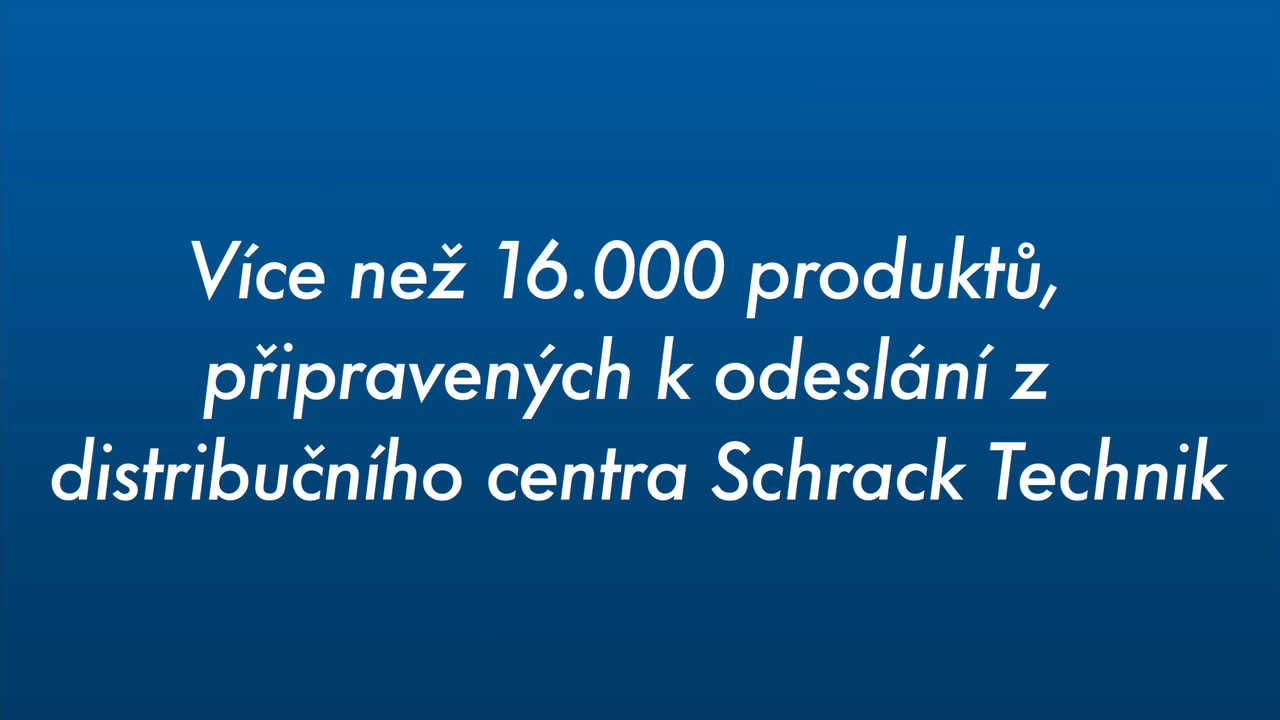 Více než 16.000 produktů,
připravených k odeslání z
distribučního centra Schrack Technik